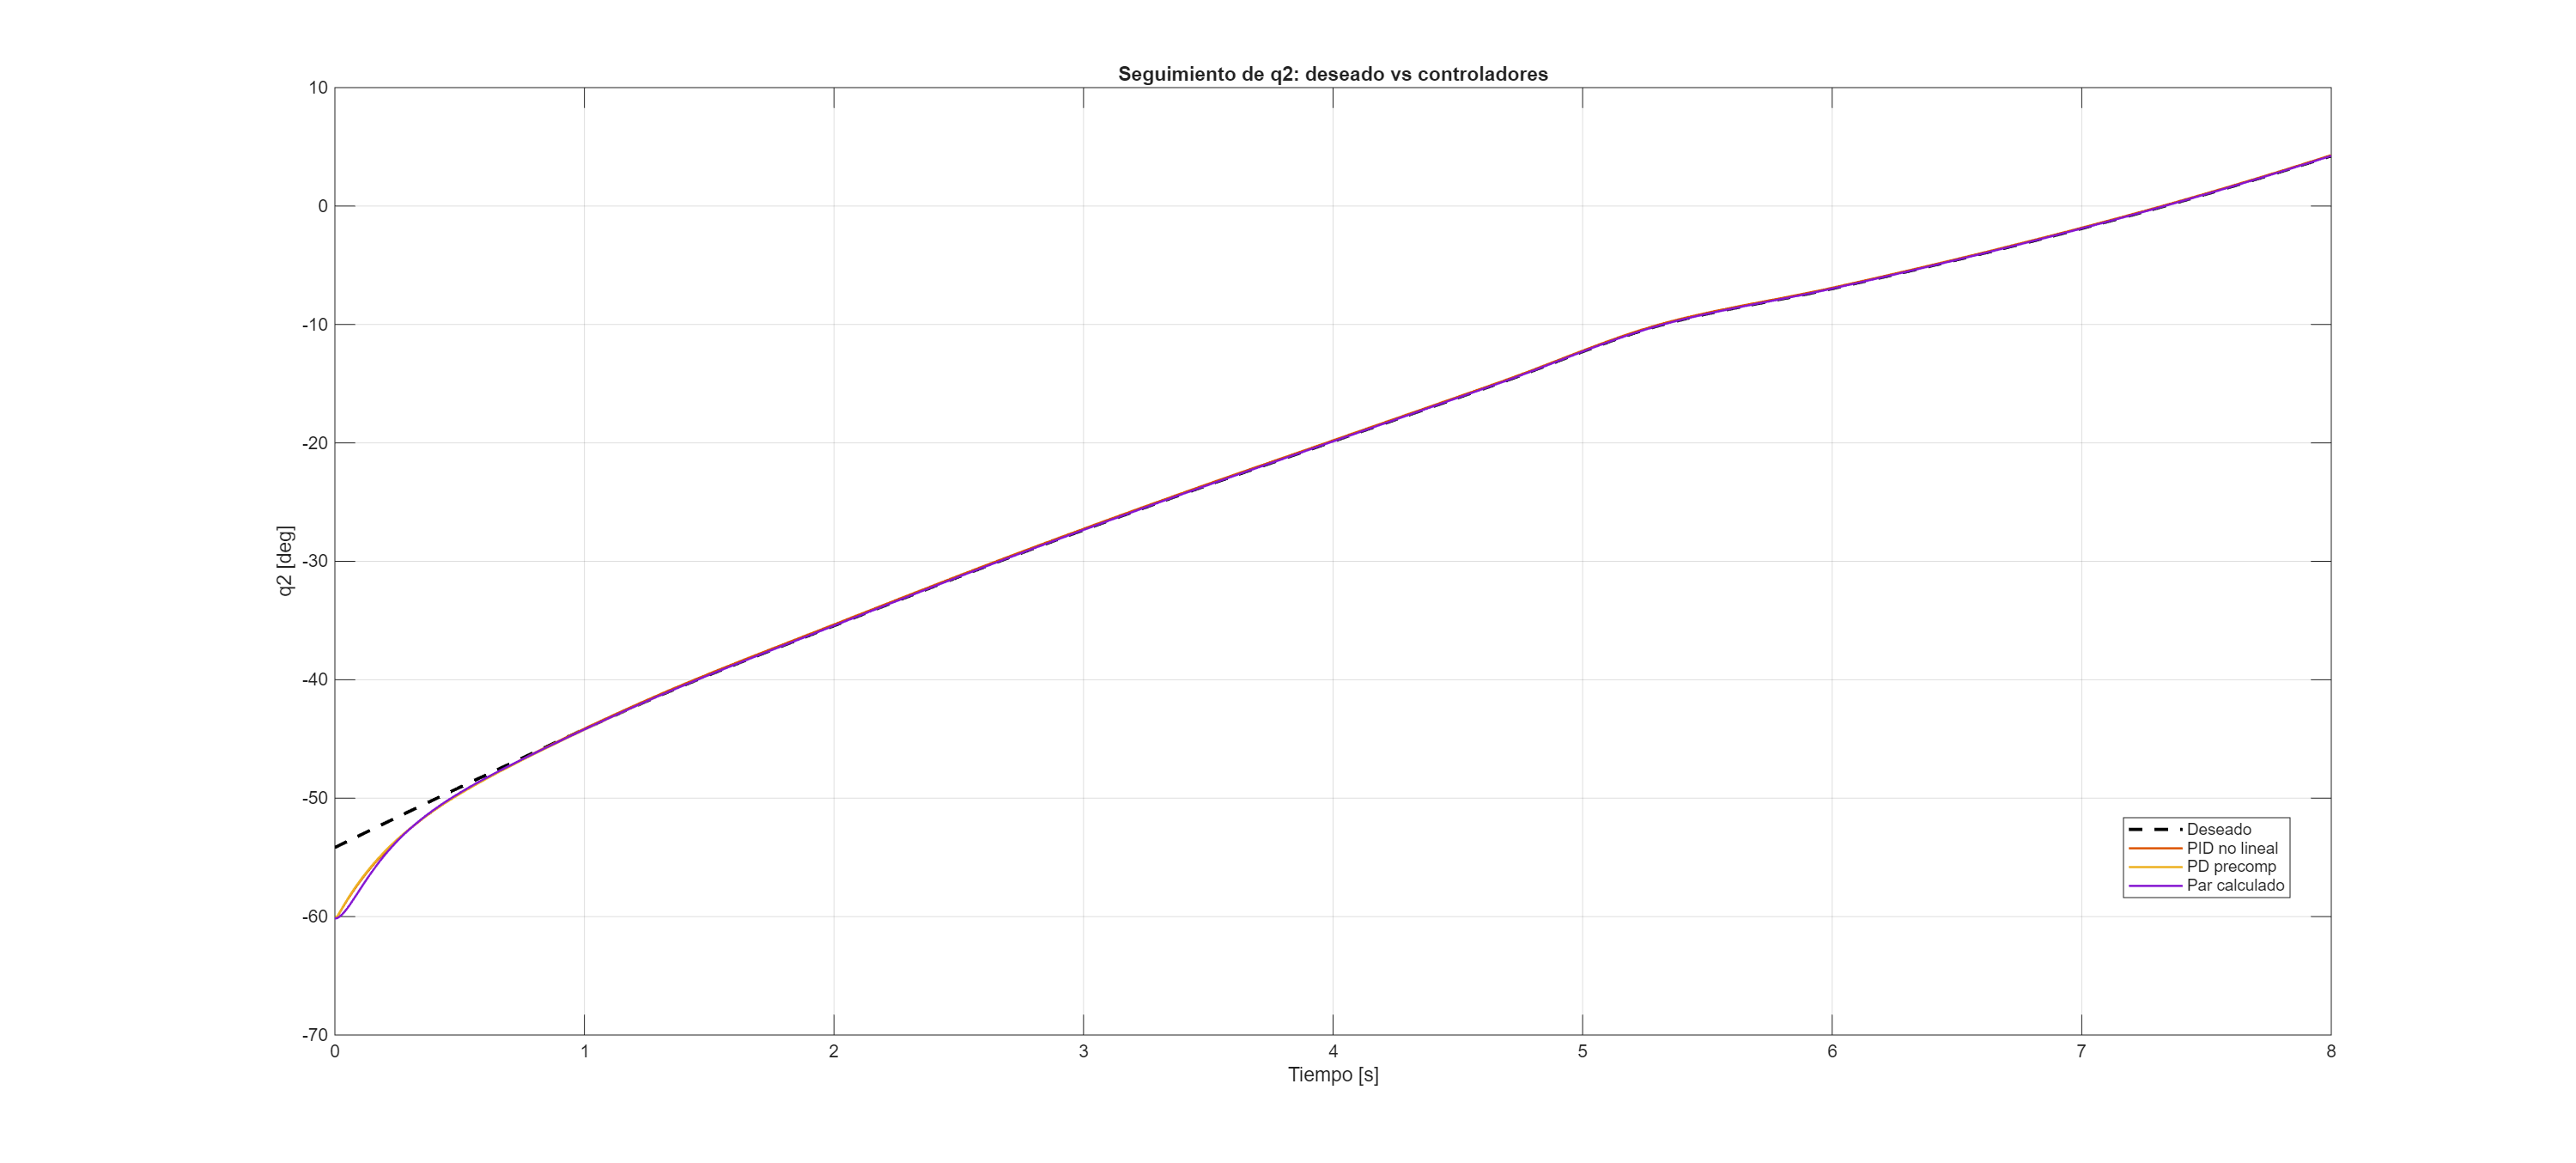 Seguimiento de q2: deseado vs controladores
10
0
-10
-20
-30
-40
-50
-60
-70
q2 [deg]
0 1 2 3 4 5 6 7 8
Tiempo [s]
Deseado
PID no lineal
PD precomp
Par calculado